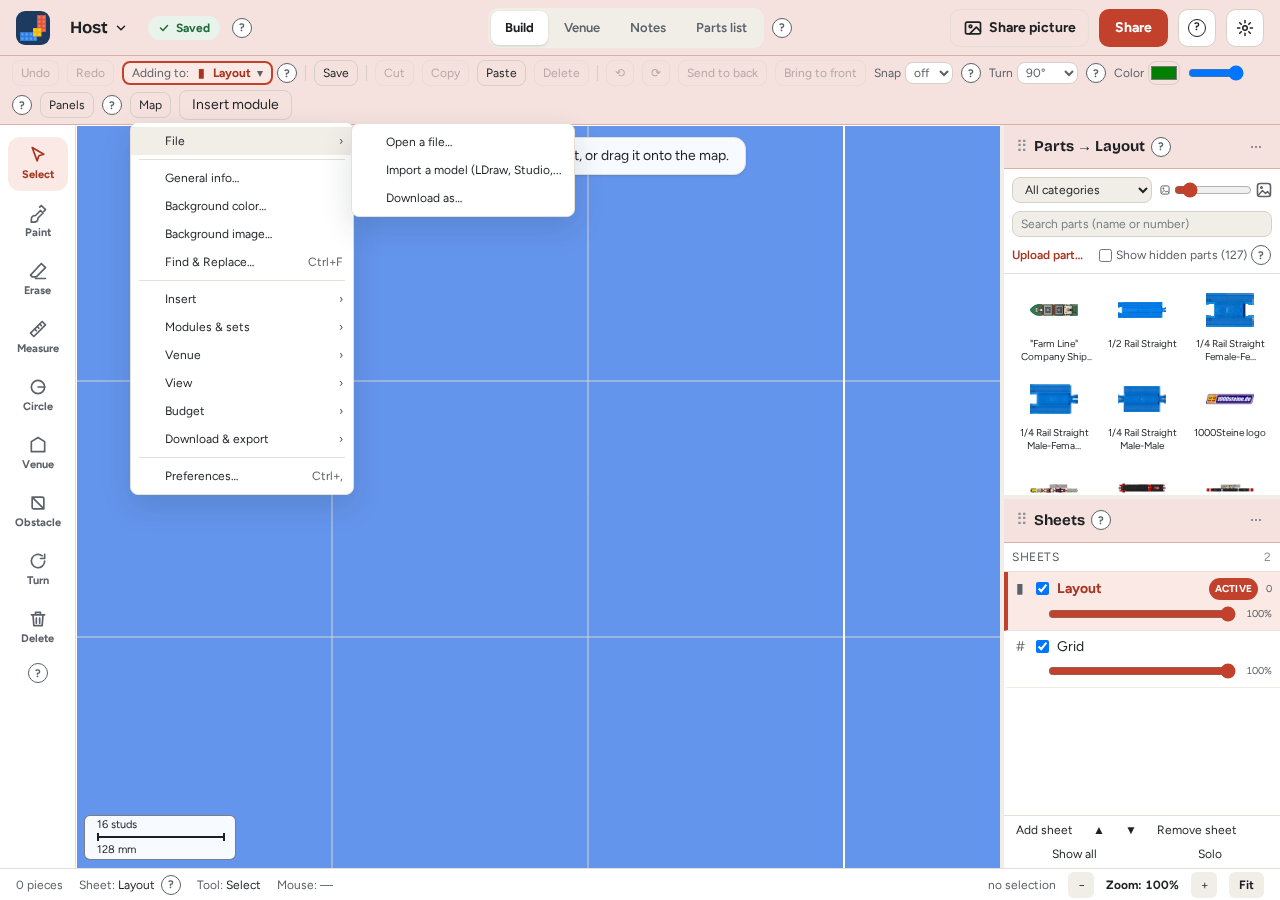 Host
Saved
?
Build
Venue
Notes
Parts list
?
Share picture
Share
?
Undo
Redo
Adding to: Layout ▾
?
Save
Cut
Copy
Paste
Delete
⟲
⟳
Send to back
Bring to front
Snap
off
?
Turn
90°
?
Color
?
Panels
?
Map
Insert module
Select
Paint
Erase
Measure
Circle
Venue
Obstacle
Turn
Delete
?
File ›
General info...
Background color...
Background image...
Find & Replace... Ctrl+F
Insert ›
Modules & sets ›
Venue ›
View ›
Budget ›
Download & export ›
Preferences... Ctrl+,
Open a file...
Import a model (LDraw, Studio,...
Download as...
t, or drag it onto the map.
16 studs
128 mm
Parts → Layout ?
All categories
Search parts (name or number)
Upload part...
Show hidden parts (127) ?
"Farm Line"
Company Ship...
1/2 Rail Straight
1/4 Rail Straight
Female-Fe...
1/4 Rail Straight
Male-Fema...
1/4 Rail Straight
Male-Male
1000Steine.de
1000Steine logo
Sheets ?
SHEETS 2
Layout ACTIVE 0
100%
# Grid
100%
Add sheet ▲ ▼ Remove sheet
Show all Solo
0 pieces
Sheet: Layout ?
Tool: Select
Mouse: —
no selection
-
Zoom: 100%
+
Fit